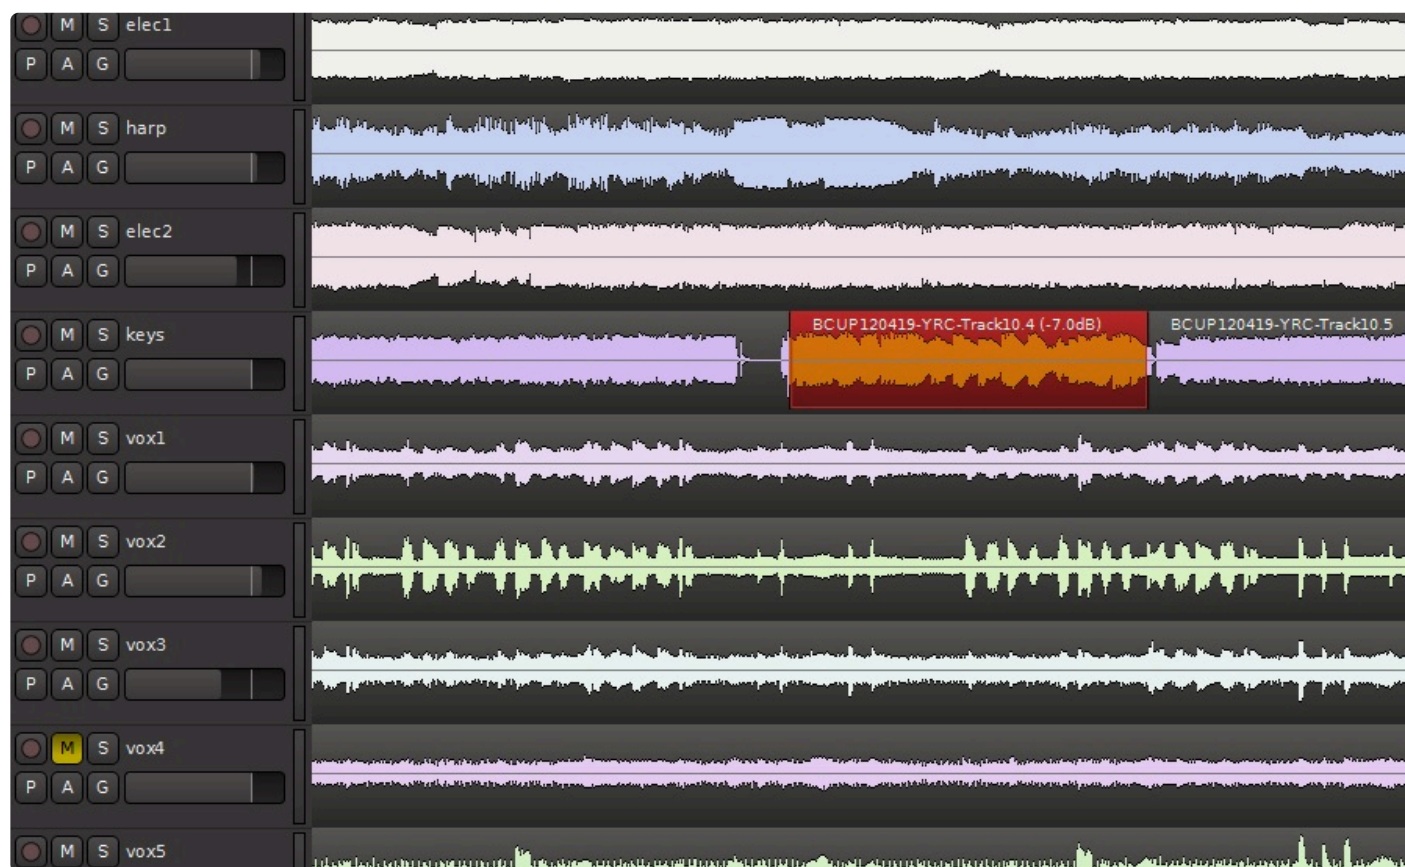 M S elec1
P A G
M S harp
P A G
M S elec2
P A G
M S keys
BCUP120419-YRC-Track10.4 (-7.0dB) BCUP120419-YRC-Track10.5
P A G
M S vox1
P A G
M S vox2
P A G
M S vox3
P A G
M S vox4
P A G
M S vox5